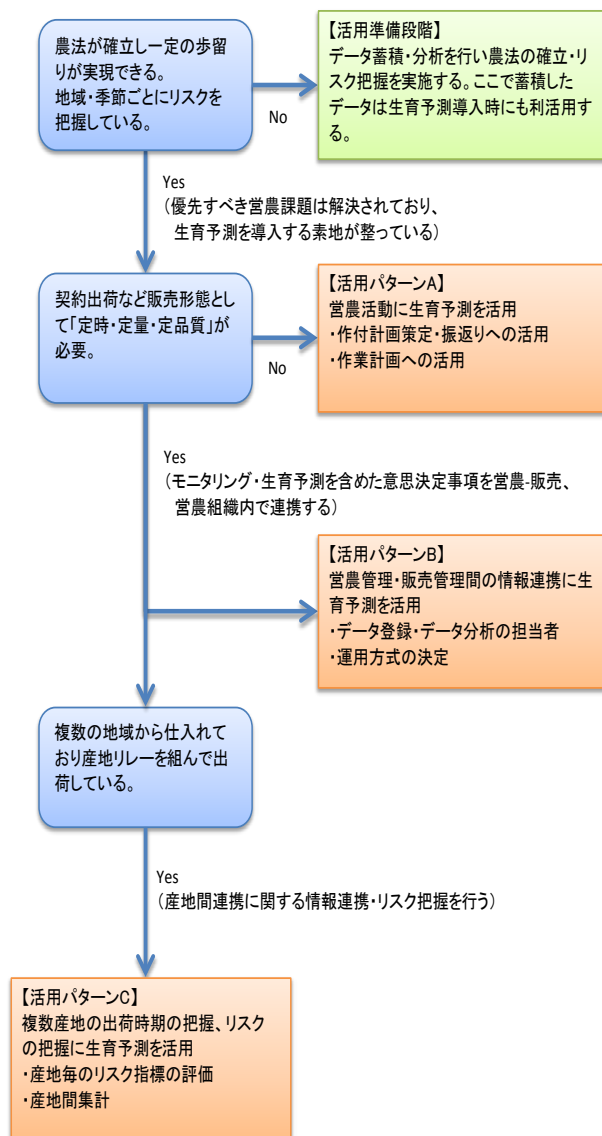 農法が確立し一定の歩留
りが実現できる。
地域・季節ごとにリスクを
把握している。
【活用準備段階】
データ蓄積・分析を行い農法の確立・リ
スク把握を実施する。ここで蓄積した
データは生育予測導入時にも利活用す
る。
No
Yes
（優先すべき営農課題は解決されており、
生育予測を導入する素地が整っている）
契約出荷など販売形態とし
て「定時・定量・定品質」が
必要。
【活用パターンA】
営農活動に生育予測を活用
・作付計画策定・振返りへの活用
・作業計画への活用
No
Yes
（モニタリング・生育予測を含めた意思決定事項を営農-販売、
営農組織内で連携する）
【活用パターンB】
営農管理・販売管理間の情報連携に生
育予測を活用
・データ登録・データ分析の担当者
・運用方式の決定
複数の地域から仕入れて
おり産地リレーを組んで出
荷している。
Yes
（産地間連携に関する情報連携・リスク把握を行う）
【活用パターンC】
複数産地の出荷時期の把握、リスク
の把握に生育予測を活用
・産地毎のリスク指標の評価
・産地間集計